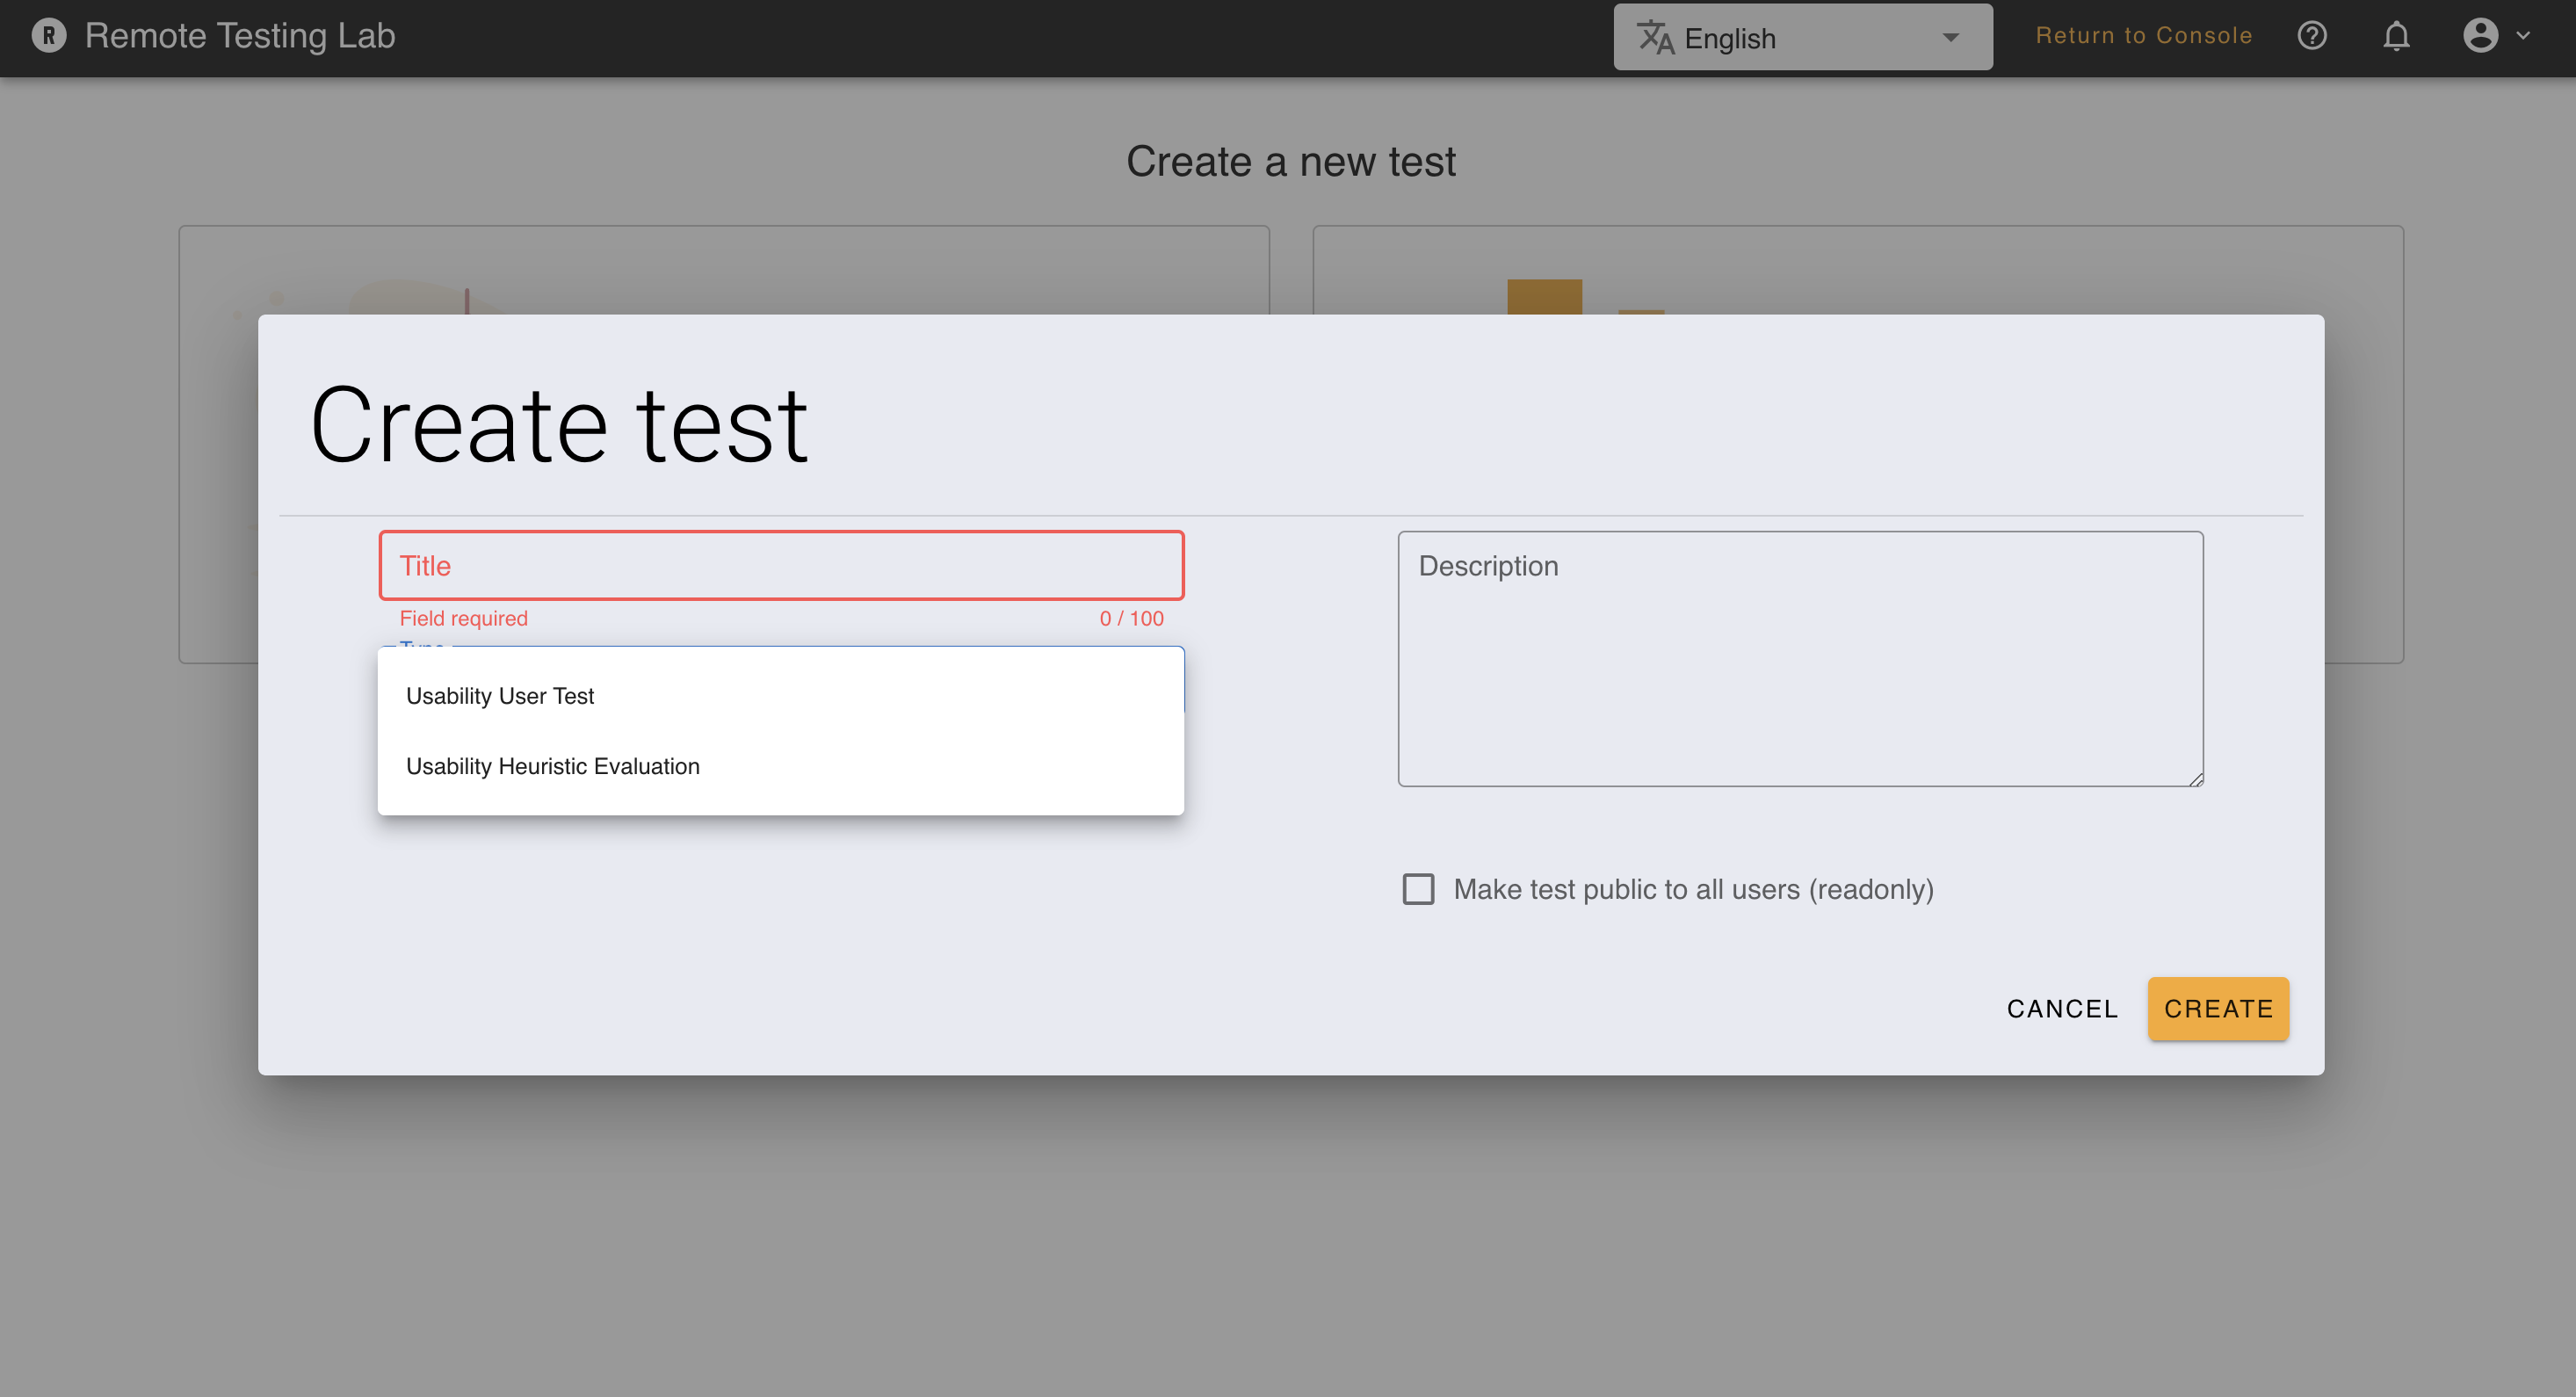 R Remote Testing Lab
English
Return to Console
Create a new test
Create test
Title
Field required
0 / 100
Type
Usability User Test
Usability Heuristic Evaluation
Description
Make test public to all users (readonly)
CANCEL
CREATE